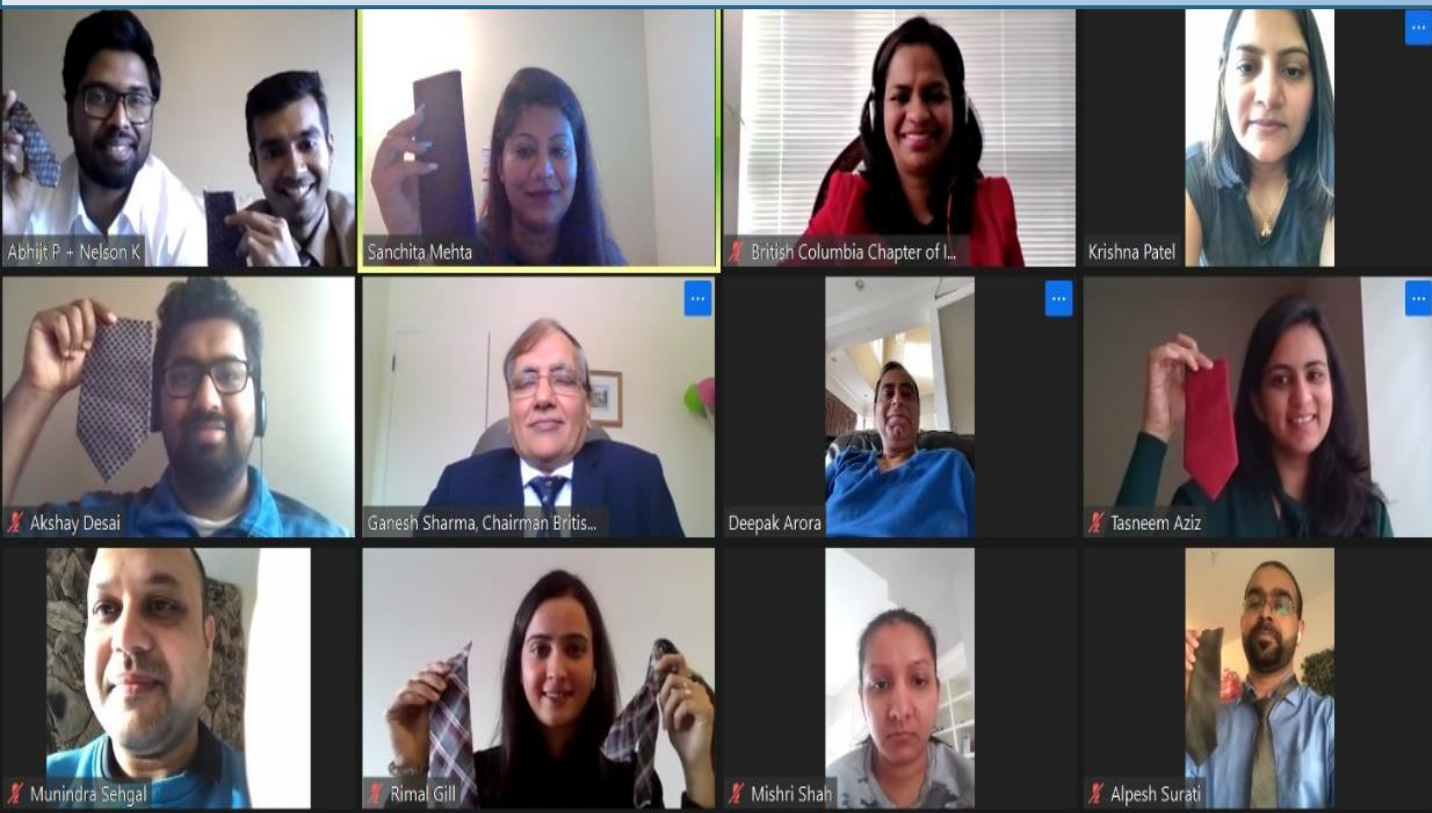 Abhijit P + Nelson K
Sanchita Mehta
British Columbia Chapter of I...
Krishna Patel
Akshay Desai
Ganesh Sharma, Chairman Britis...
Deepak Arora
Tasneem Aziz
Munindra Sehgal
Rimal Gill
Mishri Shah
Alpesh Surati